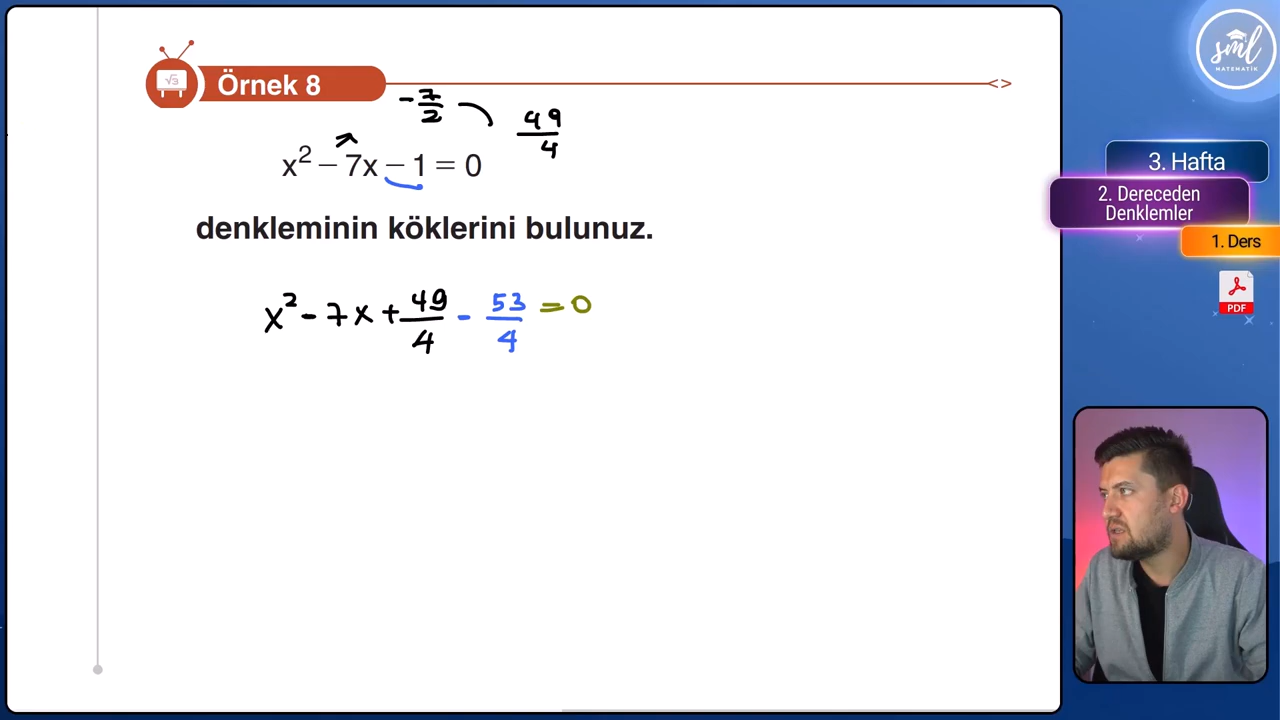 Örnek 8
√3
-7/2
49/4
x² − 7x − 1 = 0
denkleminin köklerini bulunuz.
x² - 7x + 49/4 - 53/4 = 0
sml
MATEMATİK
3. Hafta
2. Dereceden
Denklemler
1. Ders
PDF